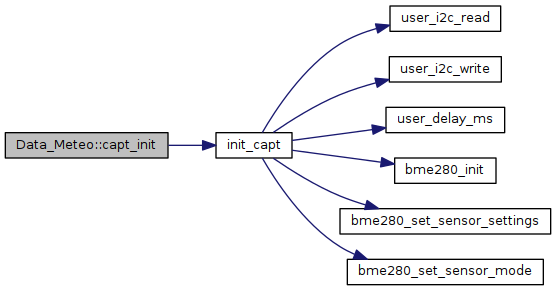 Data_Meteo::capt_init
init_capt
user_i2c_read
user_i2c_write
user_delay_ms
bme280_init
bme280_set_sensor_settings
bme280_set_sensor_mode